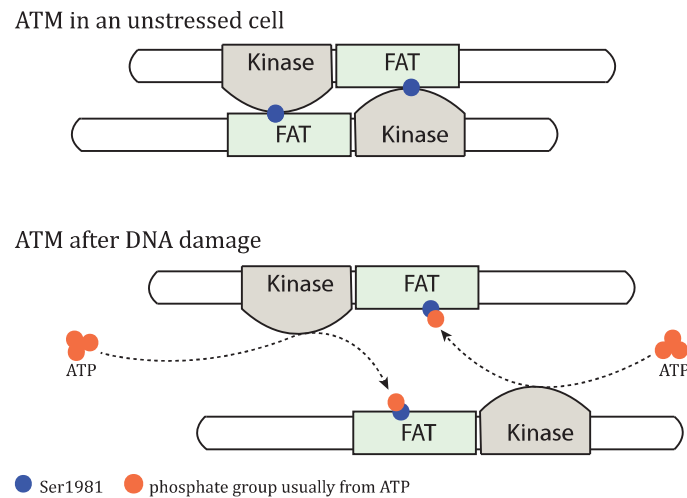 ATM in an unstressed cell
Kinase FAT
FAT Kinase
ATM after DNA damage
Kinase FAT
ATP ATP
FAT Kinase
Ser1981 phosphate group usually from ATP